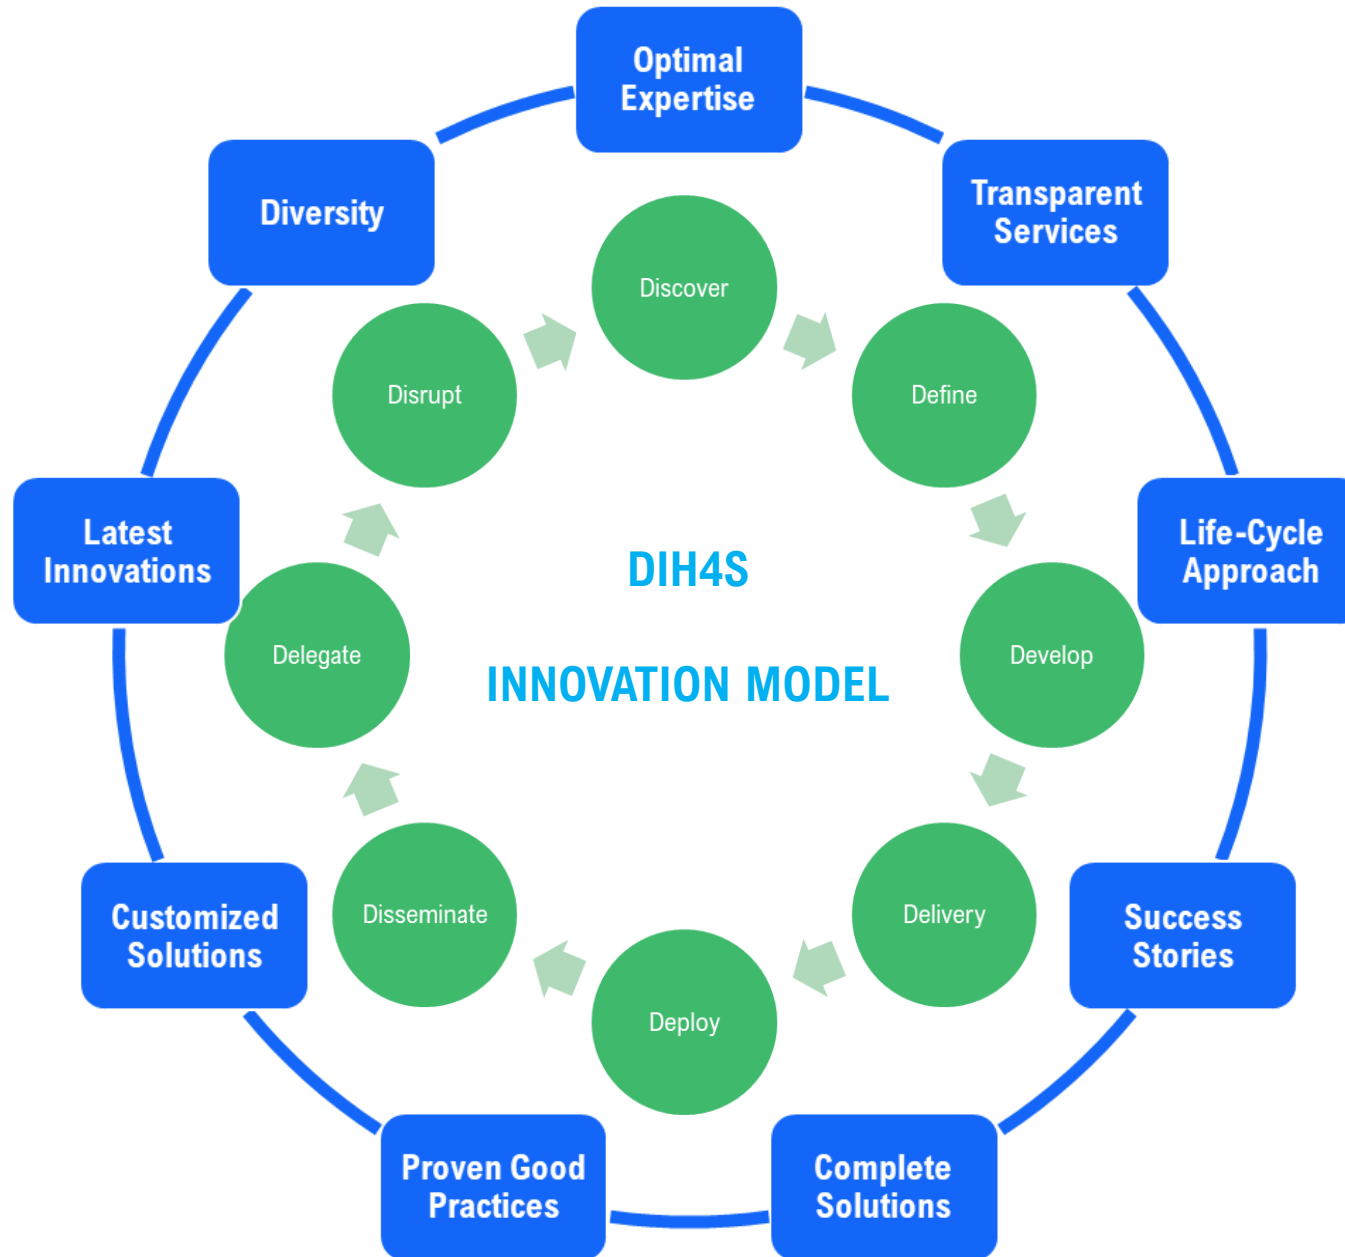 Optimal
Expertise
Transparent
Services
Life-Cycle
Approach
Success
Stories
Complete
Solutions
Proven Good
Practices
Customized
Solutions
Latest
Innovations
Diversity
Discover
Define
Develop
Delivery
Deploy
Disseminate
Delegate
Disrupt
DIH4S
INNOVATION MODEL